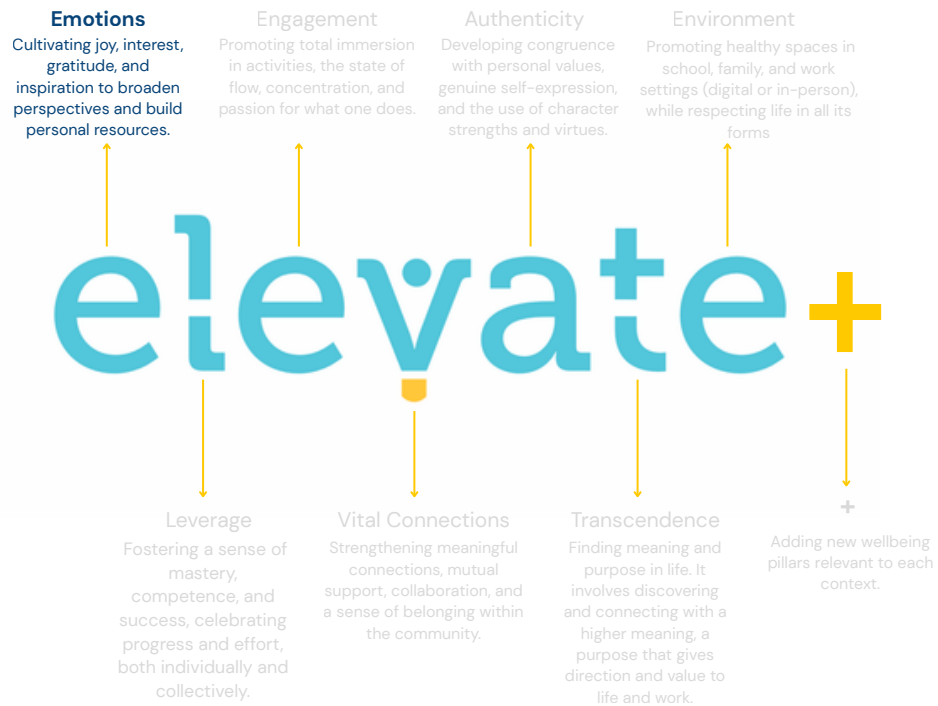 Emotions
Cultivating joy, interest,
gratitude, and
inspiration to broaden
perspectives and build
personal resources.
Engagement
Promoting total immersion
in activities, the state of
flow, concentration, and
passion for what one does.
Authenticity
Developing congruence
with personal values,
genuine self-expression,
and the use of character
strengths and virtues.
Environment
Promoting healthy spaces in
school, family, and work
settings (digital or in-person),
while respecting life in all its
forms
elevate+
Leverage
Fostering a sense of
mastery,
competence, and
success, celebrating
progress and effort,
both individually and
collectively.
Vital Connections
Strengthening meaningful
connections, mutual
support, collaboration, and
a sense of belonging within
the community.
Transcendence
Finding meaning and
purpose in life. It
involves discovering
and connecting with a
higher meaning, a
purpose that gives
direction and value to
life and work.
+
Adding new wellbeing
pillars relevant to each
context.